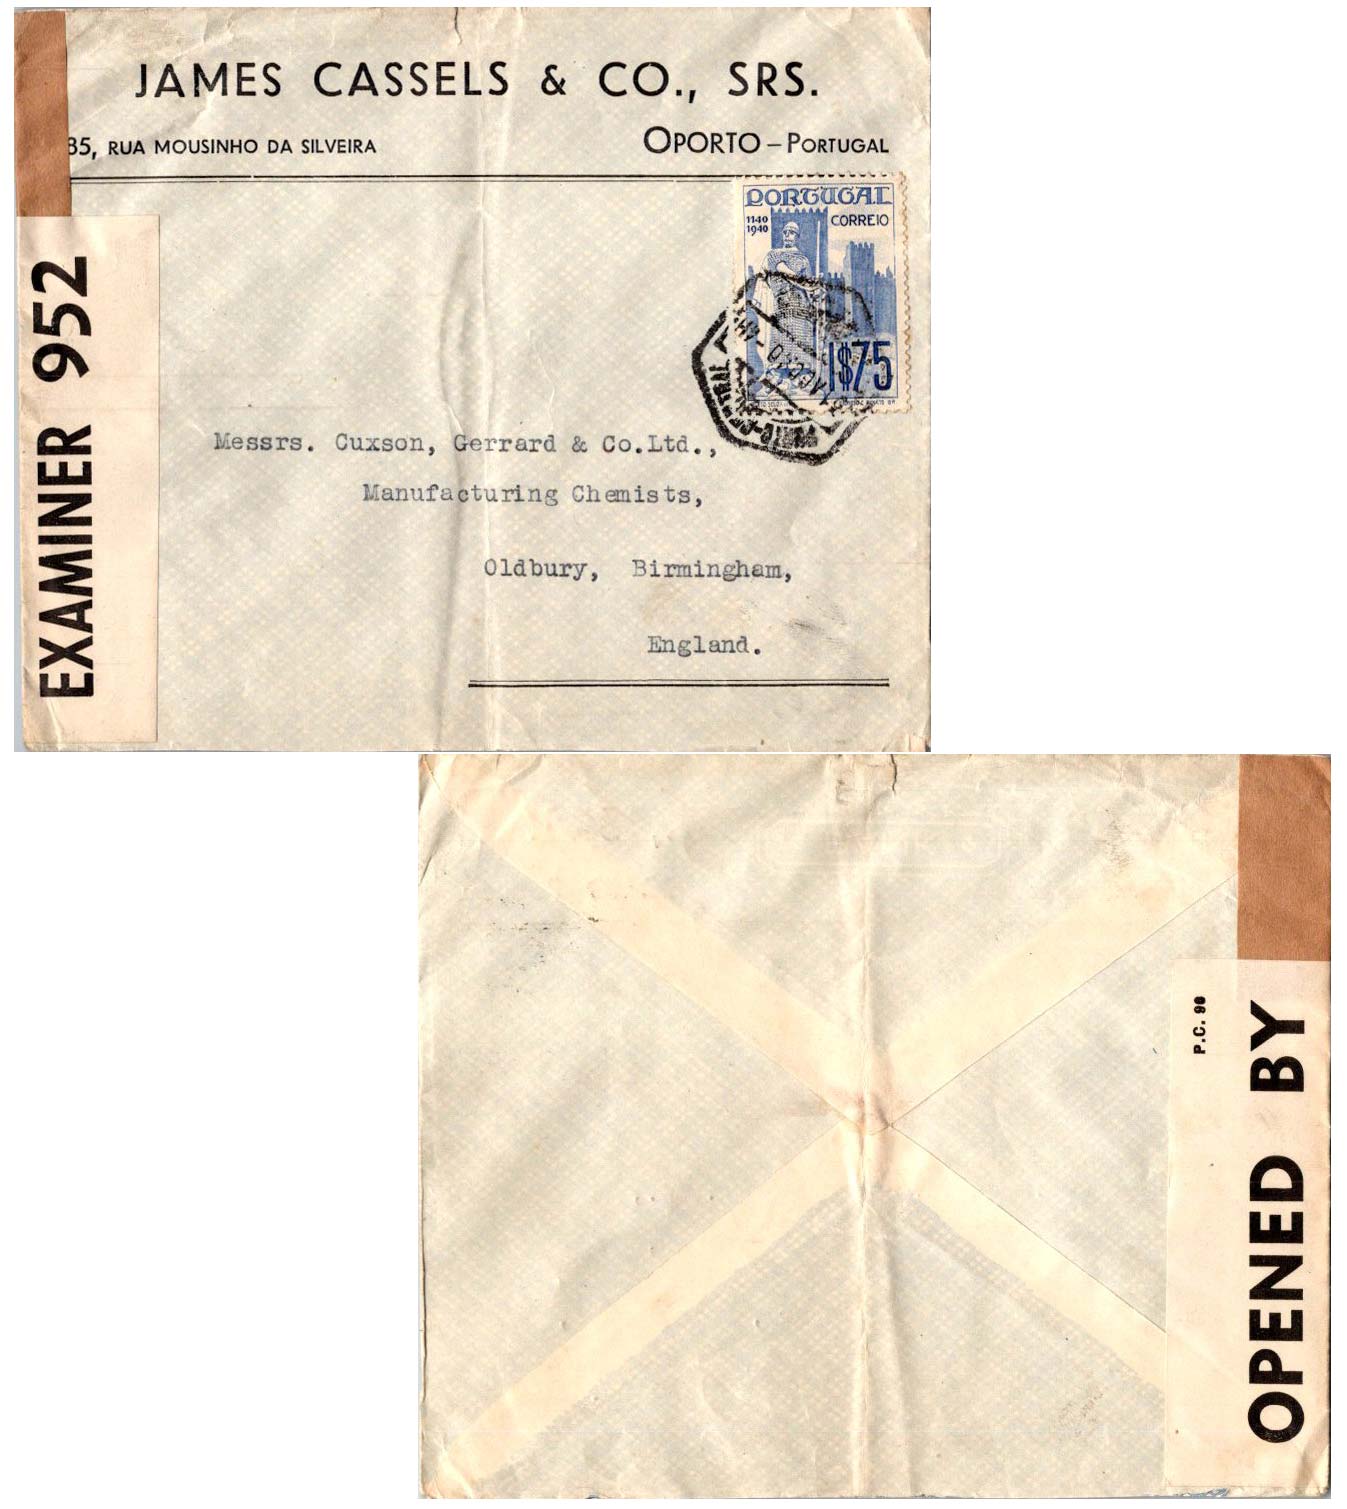 JAMES CASSELS & CO., SRS.
85, RUA MOUSINHO DA SILVEIRA
OPORTO – PORTUGAL
PORTUGAL
1140
1940
CORREIO
1$75
EXAMINER 952
Messrs. Cuxson, Gerrard & Co.Ltd.,
Manufacturing Chemists,
Oldbury, Birmingham,
England.
P.C. 90
OPENED BY